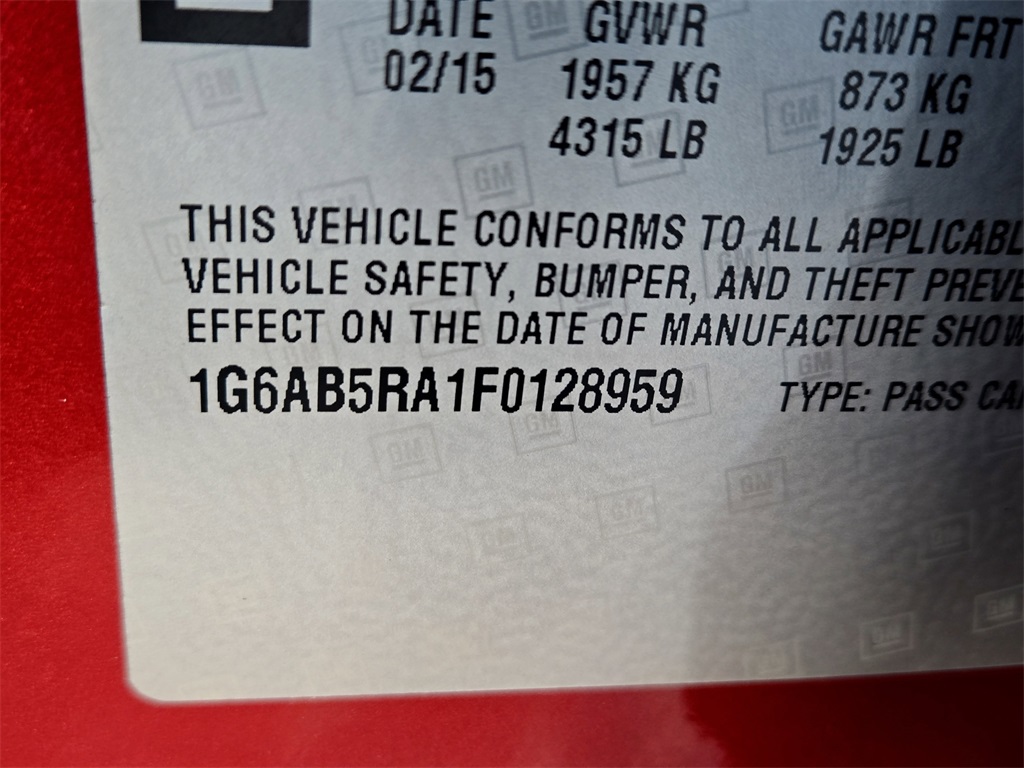 DATE GVWR GAWR FRT
02/15 1957 KG 873 KG
4315 LB 1925 LB
THIS VEHICLE CONFORMS TO ALL APPLICABL
VEHICLE SAFETY, BUMPER, AND THEFT PREVE
EFFECT ON THE DATE OF MANUFACTURE SHOW
1G6AB5RA1F0128959 TYPE: PASS CA